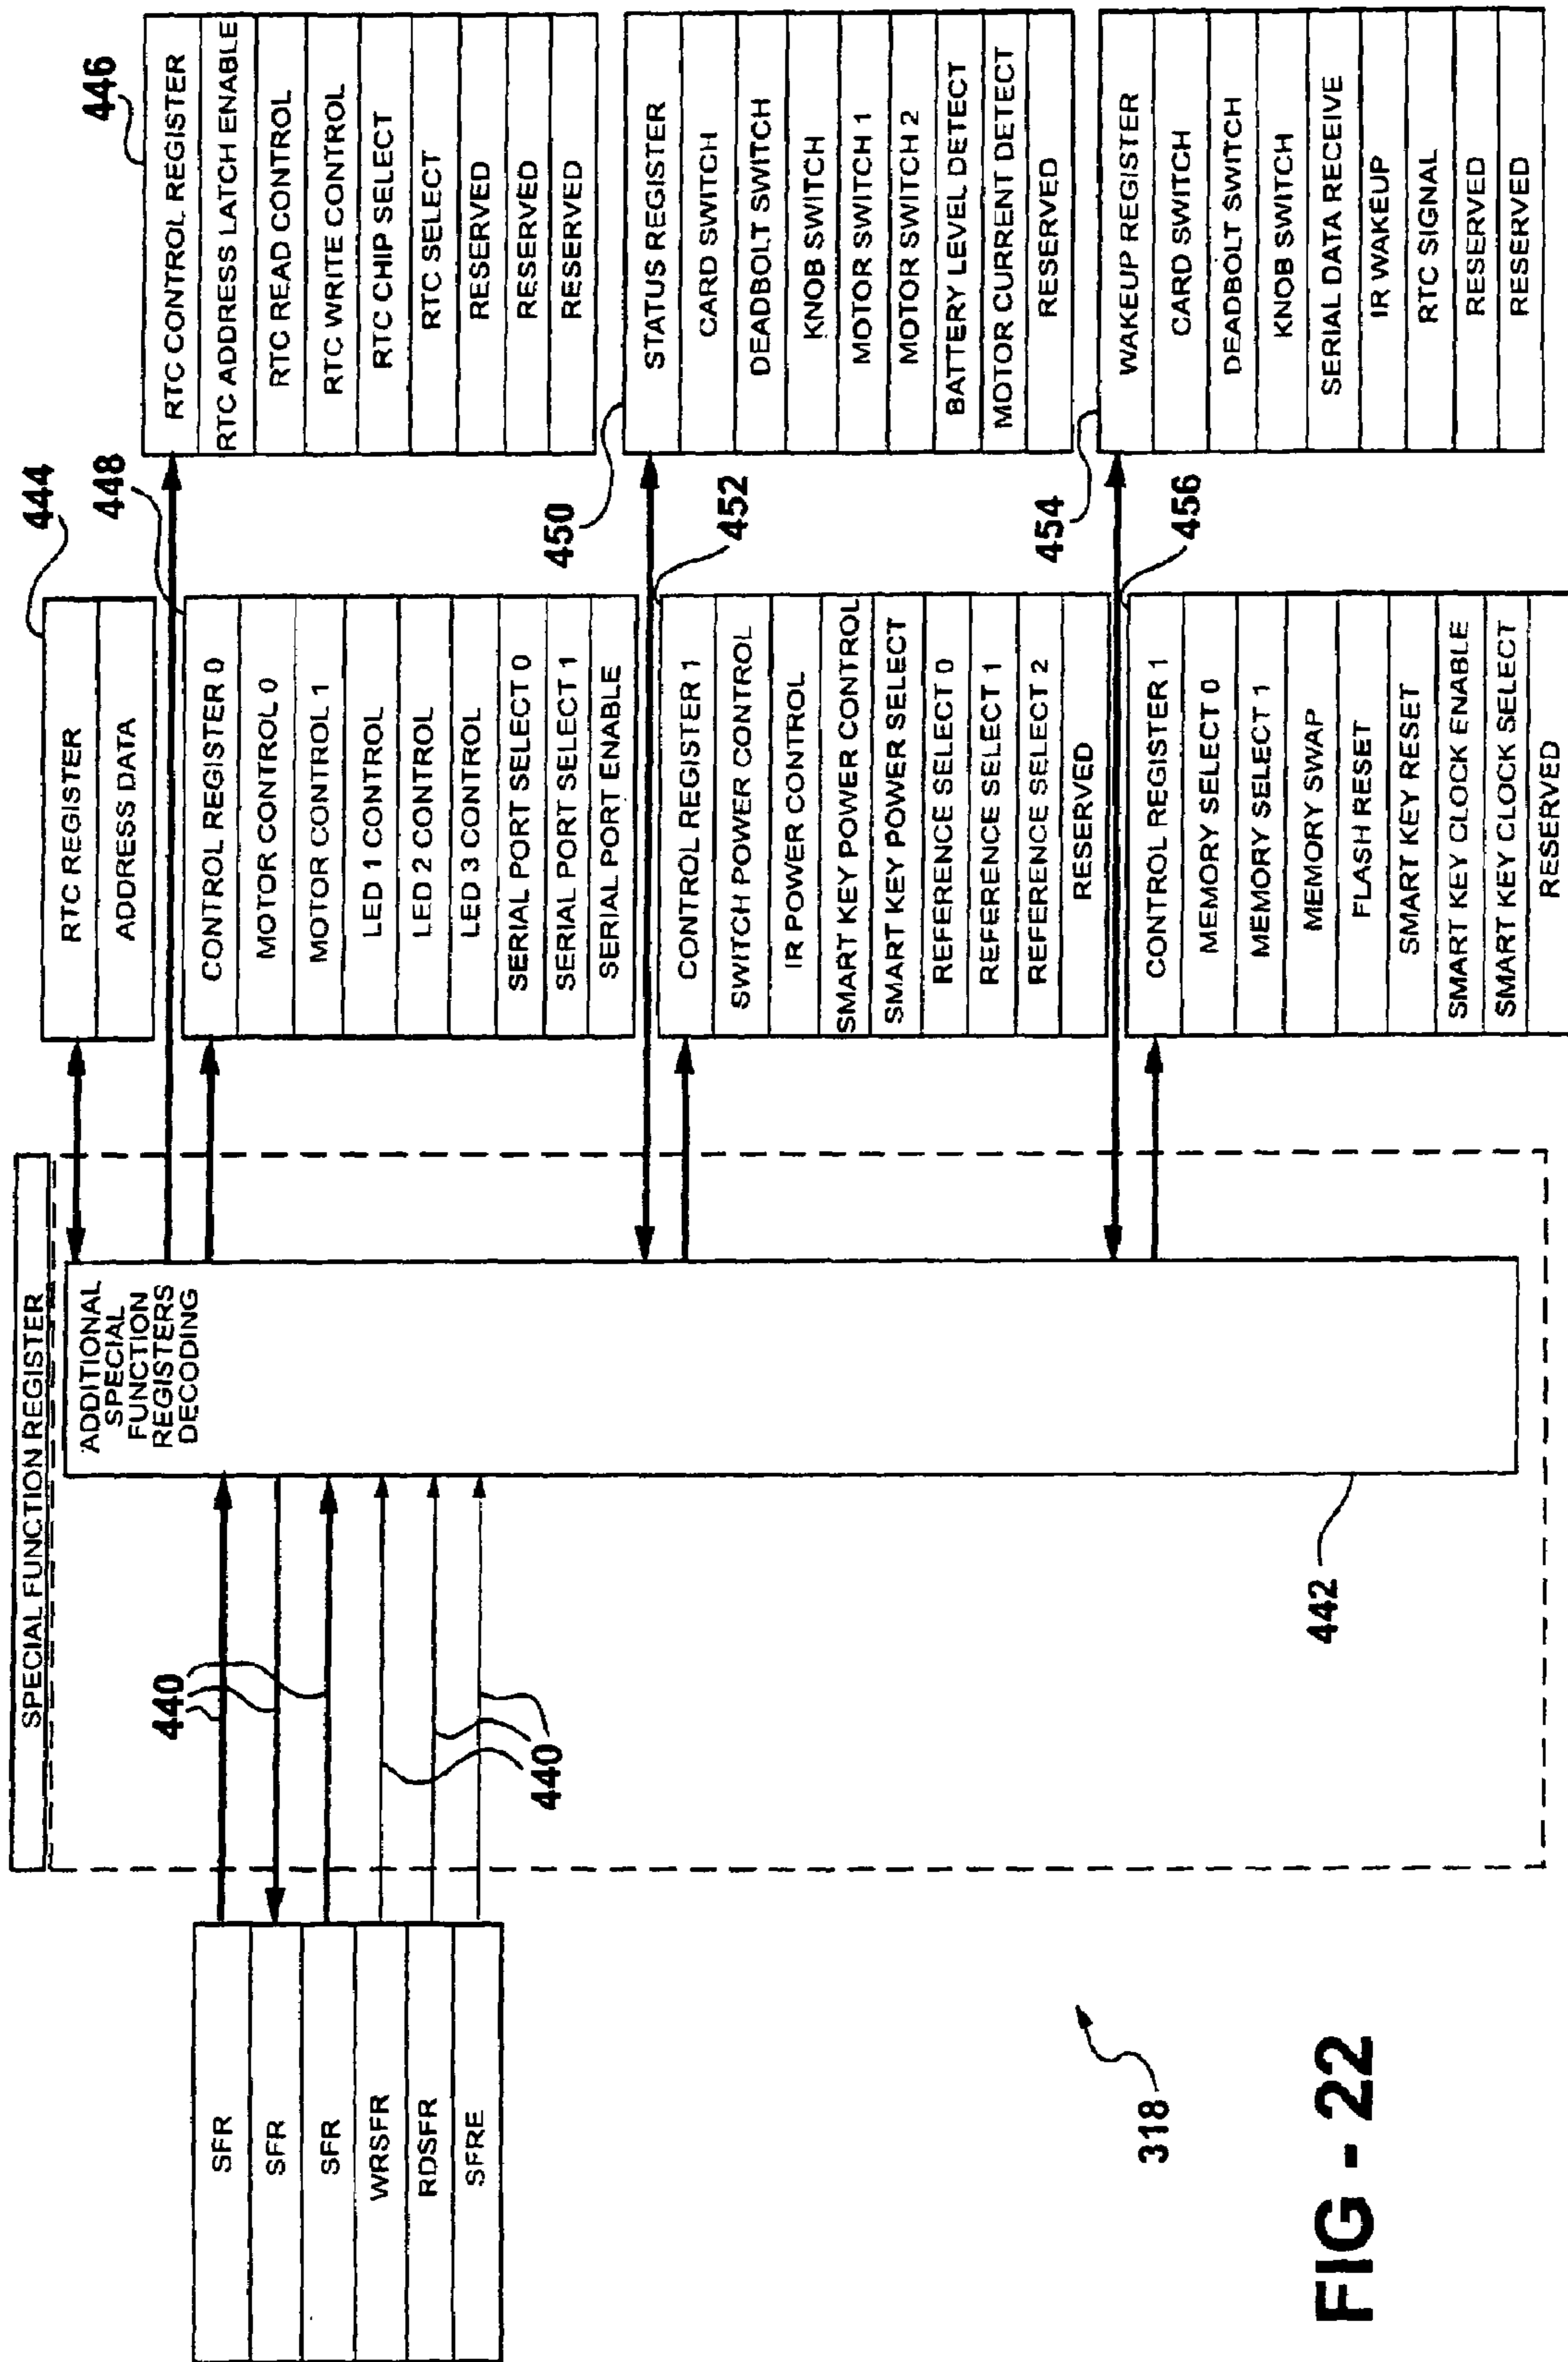 SPECIAL FUNCTION REGISTER
SFR
SFR
SFR
WRSFR
RDSFR
SFRE
440
440
ADDITIONAL
SPECIAL
FUNCTION
REGISTERS
DECODING
442
444
RTC REGISTER
ADDRESS DATA
448
CONTROL REGISTER 0
MOTOR CONTROL 0
MOTOR CONTROL 1
LED 1 CONTROL
LED 2 CONTROL
LED 3 CONTROL
SERIAL PORT SELECT 0
SERIAL PORT SELECT 1
SERIAL PORT ENABLE
452
CONTROL REGISTER 1
SWITCH POWER CONTROL
IR POWER CONTROL
SMART KEY POWER CONTROL
SMART KEY POWER SELECT
REFERENCE SELECT 0
REFERENCE SELECT 1
REFERENCE SELECT 2
RESERVED
456
CONTROL REGISTER 1
MEMORY SELECT 0
MEMORY SELECT 1
MEMORY SWAP
FLASH RESET
SMART KEY RESET
SMART KEY CLOCK ENABLE
SMART KEY CLOCK SELECT
RESERVED
446
RTC CONTROL REGISTER
RTC ADDRESS LATCH ENABLE
RTC READ CONTROL
RTC WRITE CONTROL
RTC CHIP SELECT
RTC SELECT
RESERVED
RESERVED
RESERVED
450
STATUS REGISTER
CARD SWITCH
DEADBOLT SWITCH
KNOB SWITCH
MOTOR SWITCH 1
MOTOR SWITCH 2
BATTERY LEVEL DETECT
MOTOR CURRENT DETECT
RESERVED
454
WAKEUP REGISTER
CARD SWITCH
DEADBOLT SWITCH
KNOB SWITCH
SERIAL DATA RECEIVE
IR WAKEUP
RTC SIGNAL
RESERVED
RESERVED
318
FIG - 22